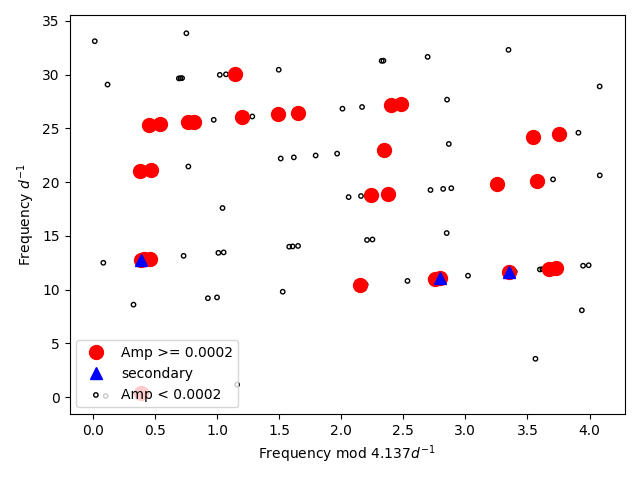 35
30
25
20
15
10
5
0
Frequency d⁻¹
Amp >= 0.0002
secondary
Amp < 0.0002
0.0 0.5 1.0 1.5 2.0 2.5 3.0 3.5 4.0
Frequency mod 4.137d⁻¹